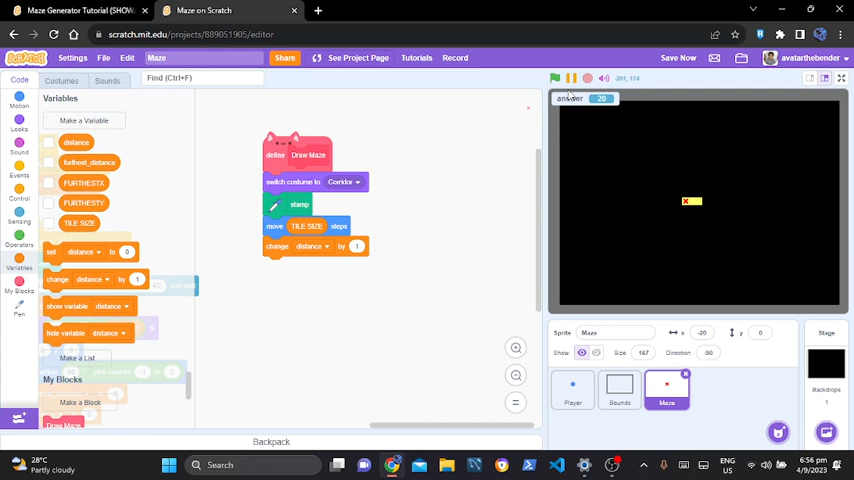 Maze Generator Tutorial (SHOW
Maze on Scratch
scratch.mit.edu/projects/889051905/editor
SCRATCH Settings File Edit Maze Share See Project Page Tutorials Record Save Now avatarthebender
Code Costumes Sounds Find (Ctrl+F) -201, 174
Motion
Looks
Sound
Events
Control
Sensing
Operators
Variables
My Blocks
Pen
Variables
Make a Variable
distance
furthest_distance
FURTHESTX
FURTHESTY
TILE SIZE
set distance to 0
change distance by 1
show variable distance
hide variable distance
Make a List
My Blocks
Make a Block
Draw Maze
define Draw Maze
switch costume to Corridor
stamp
move TILE SIZE steps
change distance by 1
answer 20
Sprite Maze x -20 y 0
Show Size 167 Direction -90
Player
Bounds
Maze
Stage
Backdrops
1
Backpack
28°C
Partly cloudy
Search
ENG
US
6:56 pm
4/9/2023